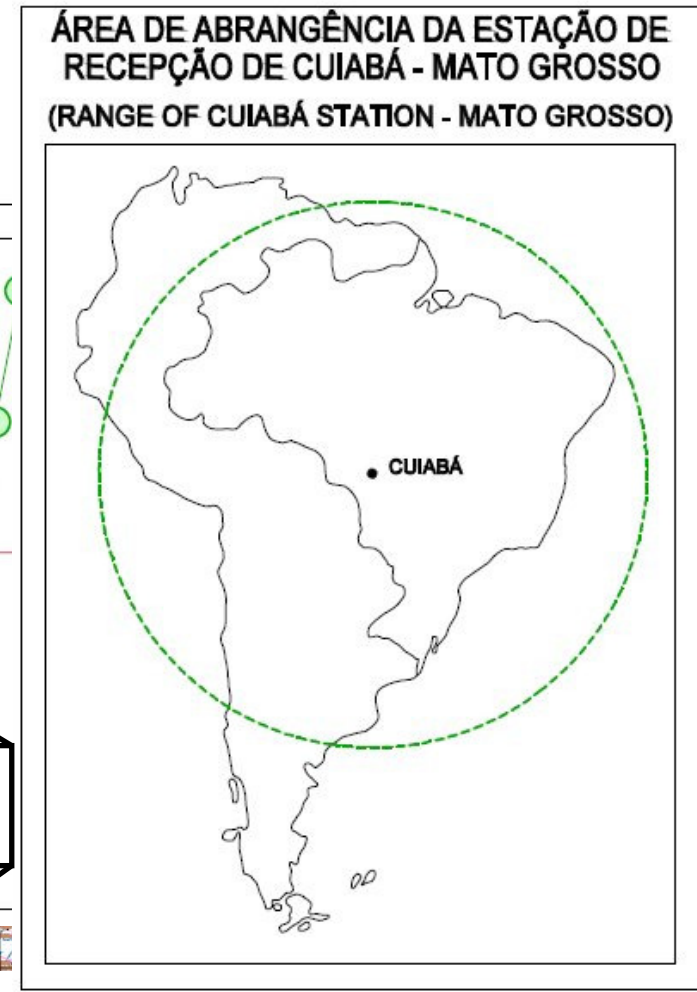 ÁREA DE ABRANGÊNCIA DA ESTAÇÃO DE
RECEPÇÃO DE CUIABÁ - MATO GROSSO
(RANGE OF CUIABÁ STATION - MATO GROSSO)
CUIABÁ